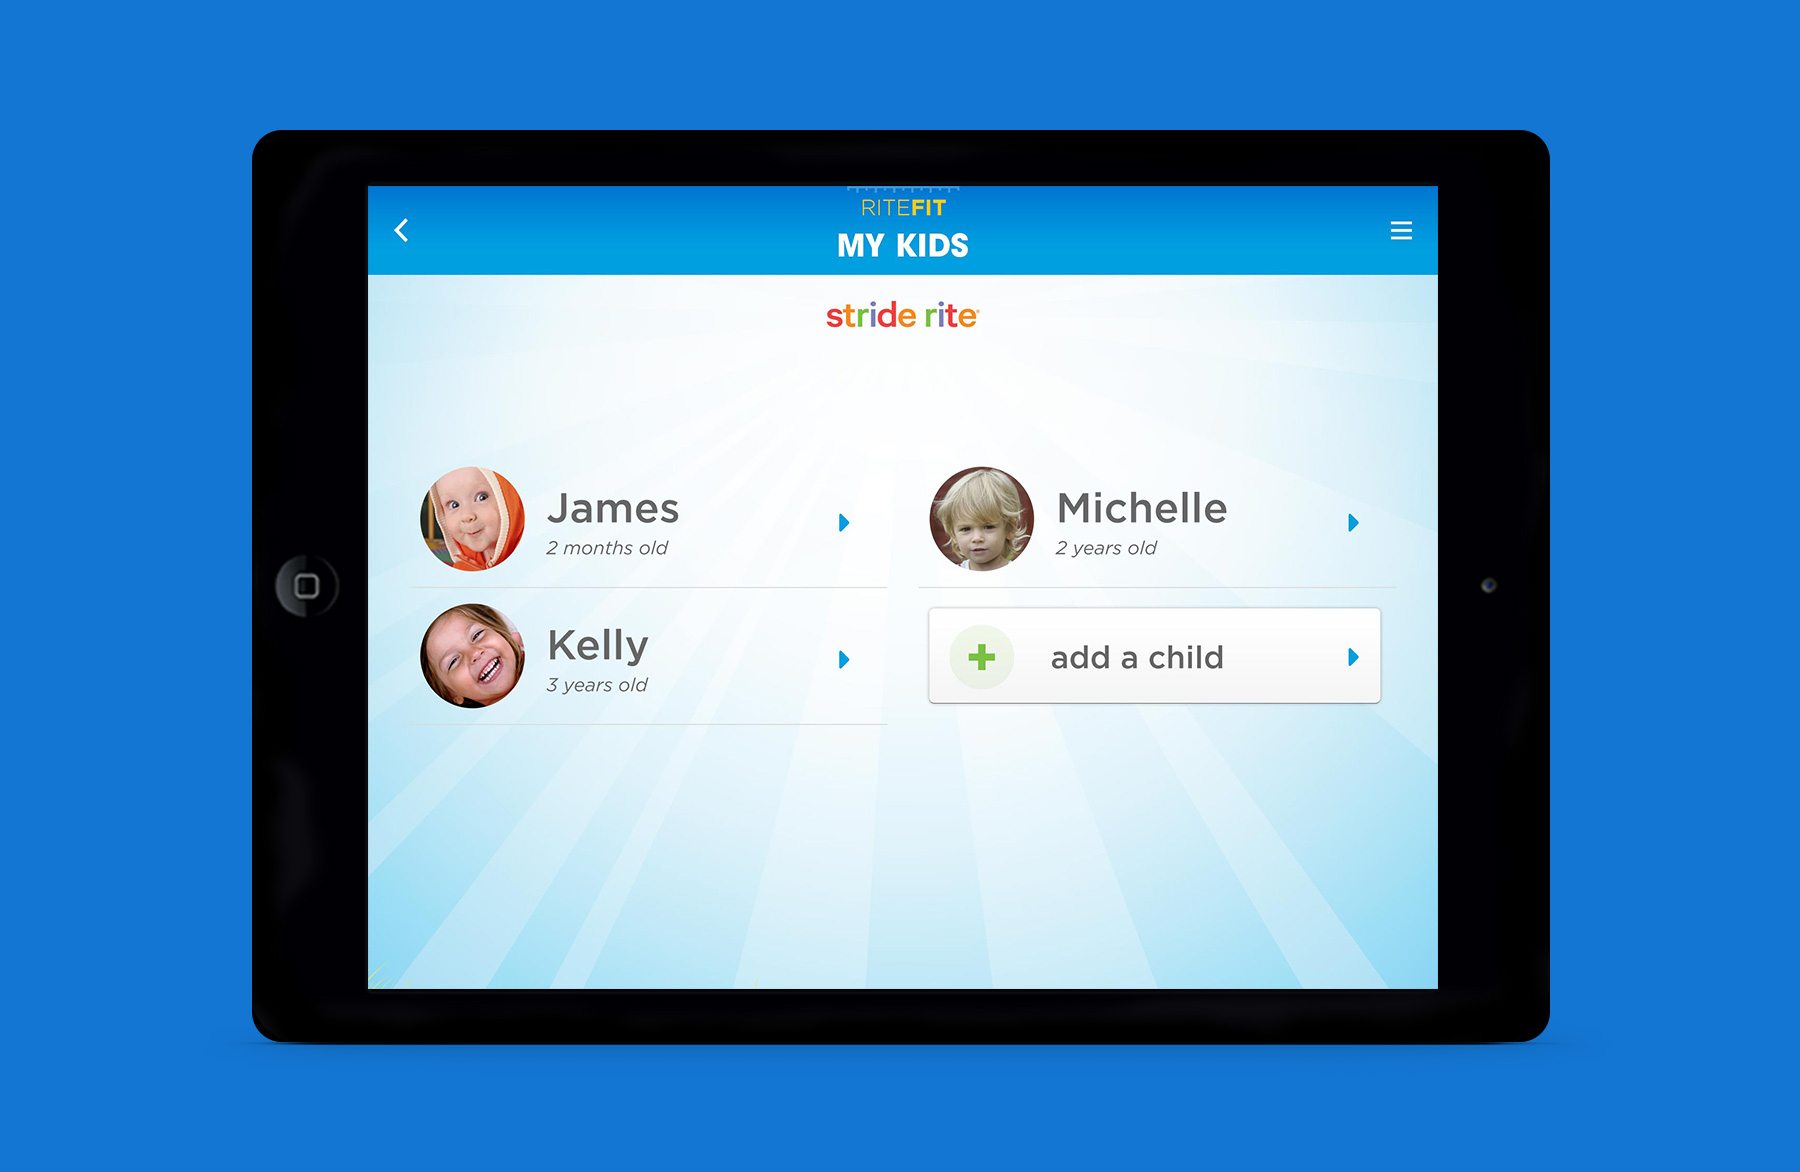 RITEFIT
MY KIDS
stride rite®
James
2 months old
Michelle
2 years old
Kelly
3 years old
add a child